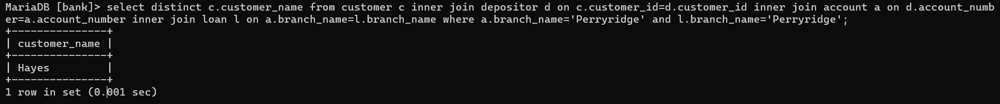 MariaDB [bank]> select distinct c.customer_name from customer c inner join depositor d on c.customer_id=d.customer_id inner join account a on d.account_numb
er=a.account_number inner join loan l on a.branch_name=l.branch_name where a.branch_name='Perryridge' and l.branch_name='Perryridge';
+---------------+
| customer_name |
+---------------+
| Hayes         |
+---------------+
1 row in set (0.001 sec)